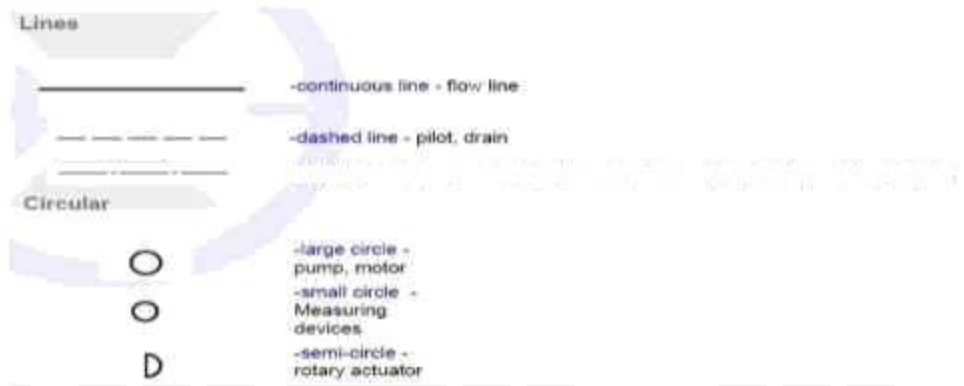 Lines
-continuous line - flow line
-dashed line - pilot, drain
Circular
-large circle -
pump, motor
-small circle -
Measuring
devices
-semi-circle -
rotary actuator